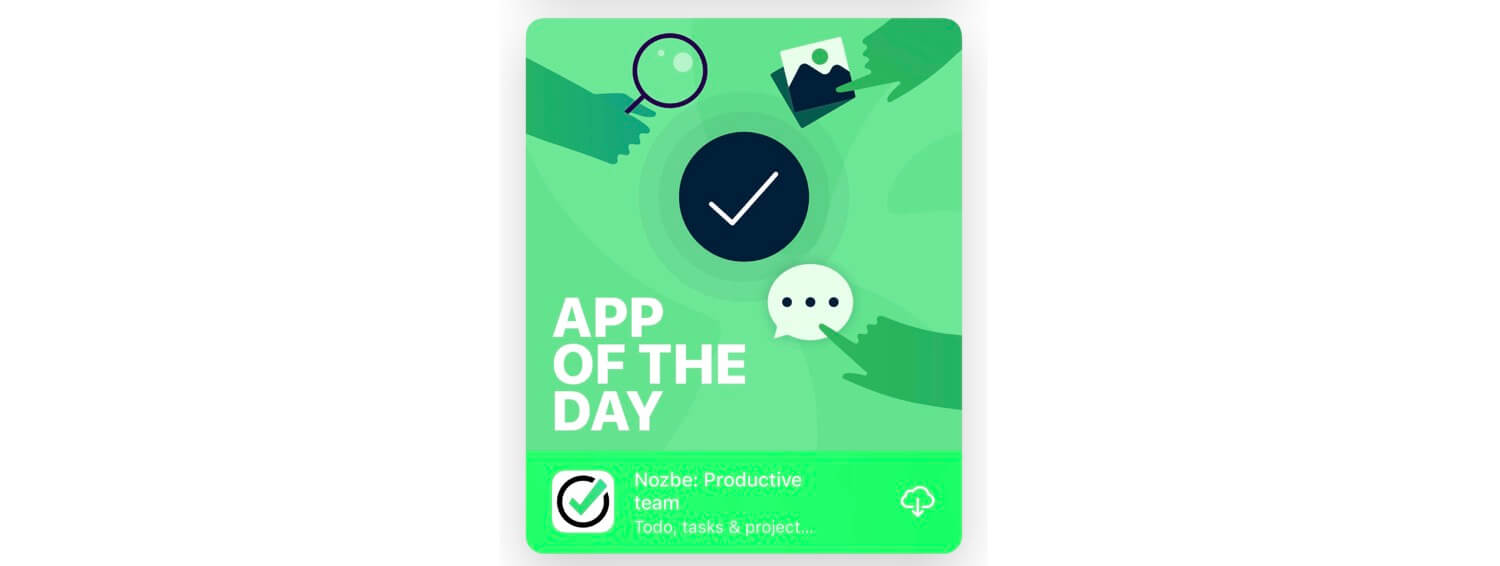 APP
OF THE
DAY
Nozbe: Productive
team
Todo, tasks & project...